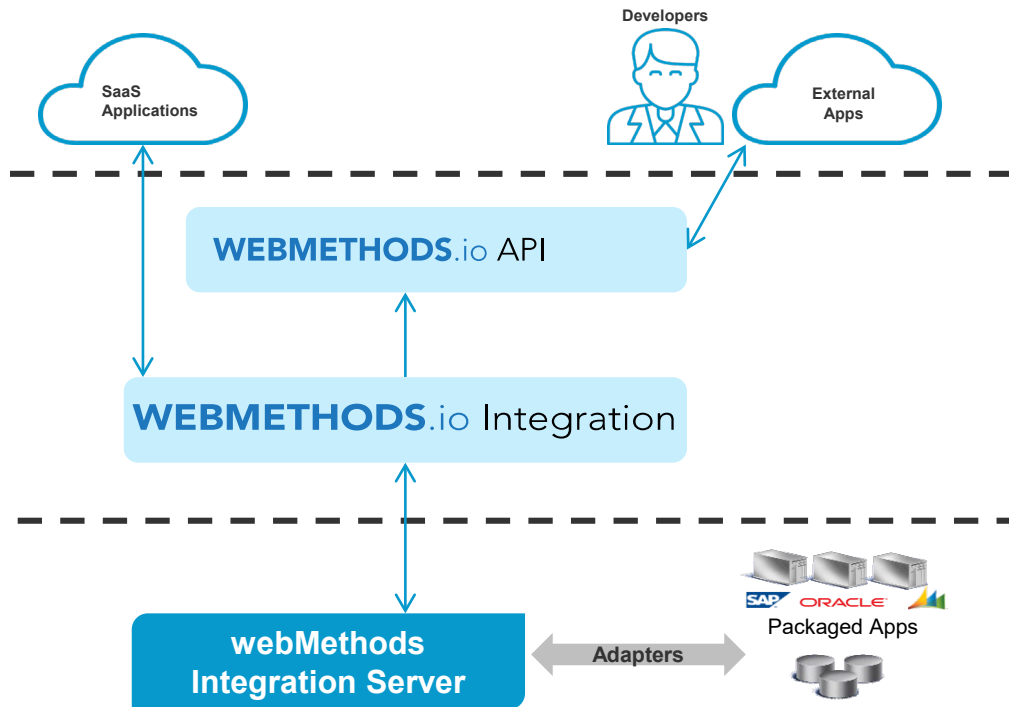 Developers
SaaS
Applications
External
Apps
WEBMETHODS.io API
WEBMETHODS.io Integration
SAP
ORACLE
Packaged Apps
webMethods
Integration Server
Adapters